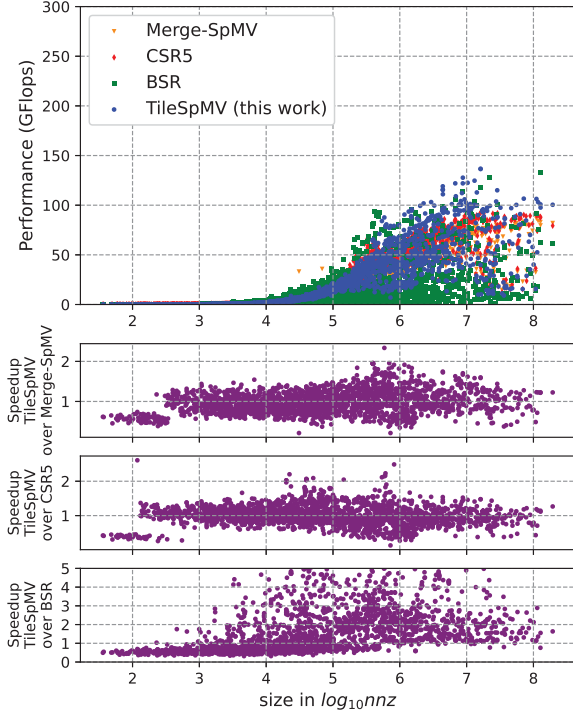 300
250
200
150
100
50
0
Performance (GFlops)
Merge-SpMV
CSR5
BSR
TileSpMV (this work)
2 3 4 5 6 7 8
Speedup
TileSpMV
over Merge-SpMV
2
1
Speedup
TileSpMV
over CSR5
2
1
Speedup
TileSpMV
over BSR
5
4
3
2
1
0
2 3 4 5 6 7 8
size in log₁₀nnz